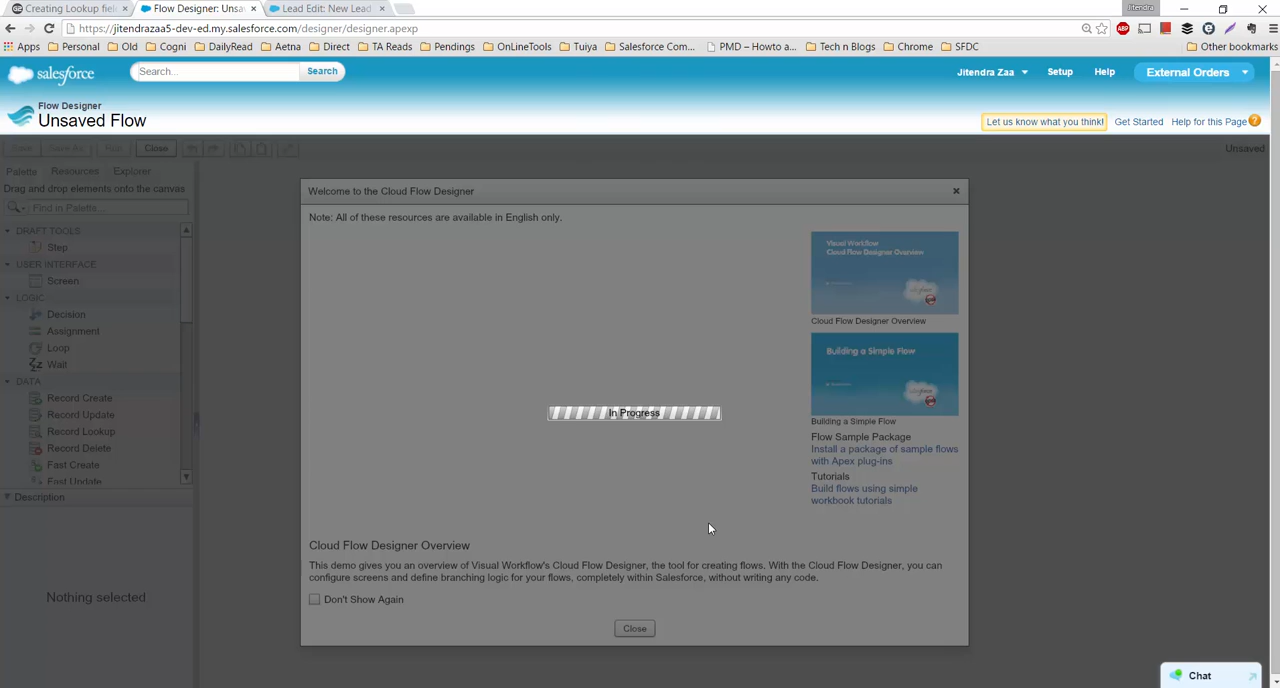 Creating Lookup fiel
Flow Designer: Unsa
Lead Edit: New Lead
Jitendra
https://jitendrazaa5-dev-ed.my.salesforce.com/designer/designer.apexp
Apps
Personal
Old
Cogni
DailyRead
Aetna
Direct
TA Reads
Pendings
OnLineTools
Tuiya
Salesforce Com...
PMD – Howto a...
Tech n Blogs
Chrome
SFDC
Other bookmarks
salesforce
Search...
Search
Jitendra Zaa
Setup
Help
External Orders
Flow Designer
Unsaved Flow
Let us know what you think!
Get Started
Help for this Page
Save
Save As
Run
Close
Unsaved
Palette
Resources
Explorer
Drag and drop elements onto the canvas
Find in Palette...
DRAFT TOOLS
Step
USER INTERFACE
Screen
LOGIC
Decision
Assignment
Loop
Wait
DATA
Record Create
Record Update
Record Lookup
Record Delete
Fast Create
Fast Update
Description
Nothing selected
Welcome to the Cloud Flow Designer
Note: All of these resources are available in English only.
Visual Workflow
Cloud Flow Designer Overview
Cloud Flow Designer Overview
Building a Simple Flow
Building a Simple Flow
Flow Sample Package
Install a package of sample flows
with Apex plug-ins
Tutorials
Build flows using simple
workbook tutorials
In Progress
Cloud Flow Designer Overview
This demo gives you an overview of Visual Workflow's Cloud Flow Designer, the tool for creating flows. With the Cloud Flow Designer, you can
configure screens and define branching logic for your flows, completely within Salesforce, without writing any code.
Don't Show Again
Close
Chat